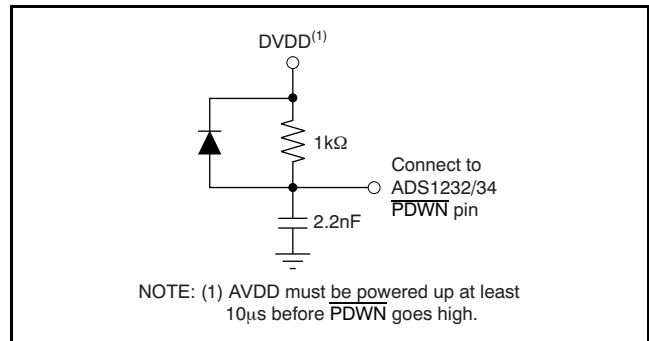 DVDD(1)
1kΩ
Connect to
ADS1232/34
PDWN pin
2.2nF
NOTE: (1) AVDD must be powered up at least
10μs before PDWN goes high.